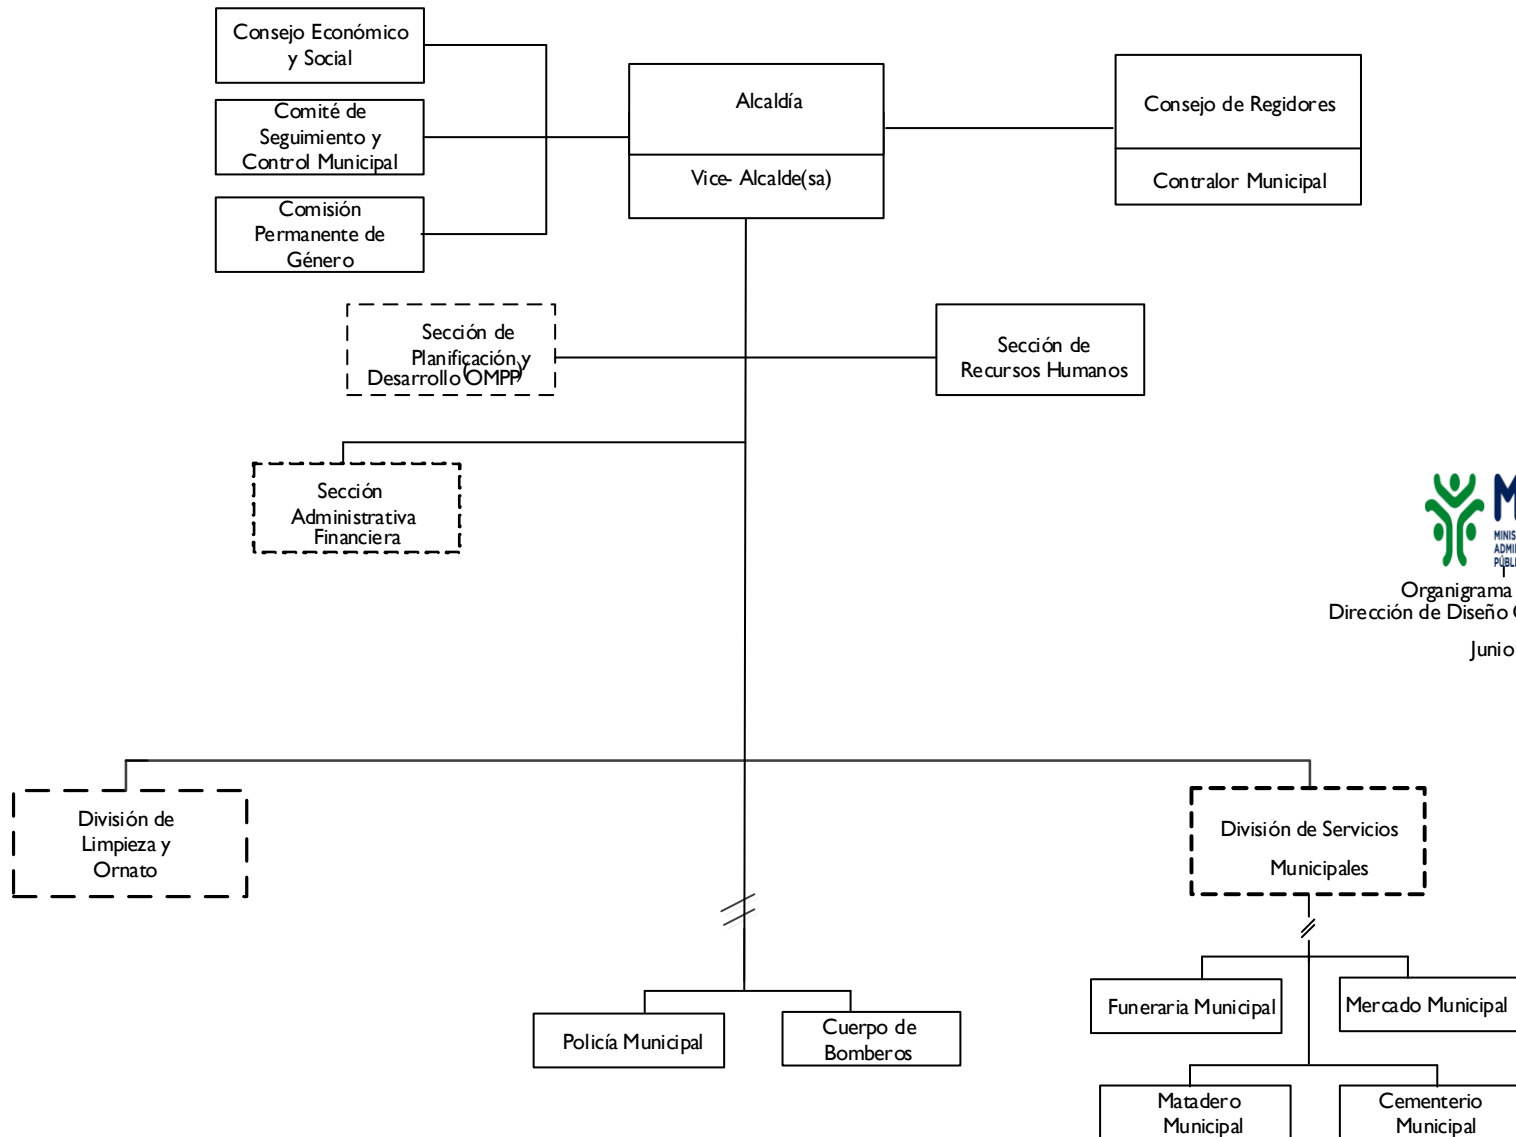 Consejo Económico
y Social
Comité de
Seguimiento y
Control Municipal
Comisión
Permanente de
Género
Alcaldía
Vice- Alcalde(sa)
Consejo de Regidores
Contralor Municipal
Sección de
Planificación y
Desarrollo (OMPP)
Sección de
Recursos Humanos
Sección
Administrativa
Financiera
Organigrama
Dirección de Diseño
Junio
División de
Limpieza y
Ornato
División de Servicios
Municipales
Policía Municipal
Cuerpo de
Bomberos
Funeraria Municipal
Mercado Municipal
Matadero
Municipal
Cementerio
Municipal